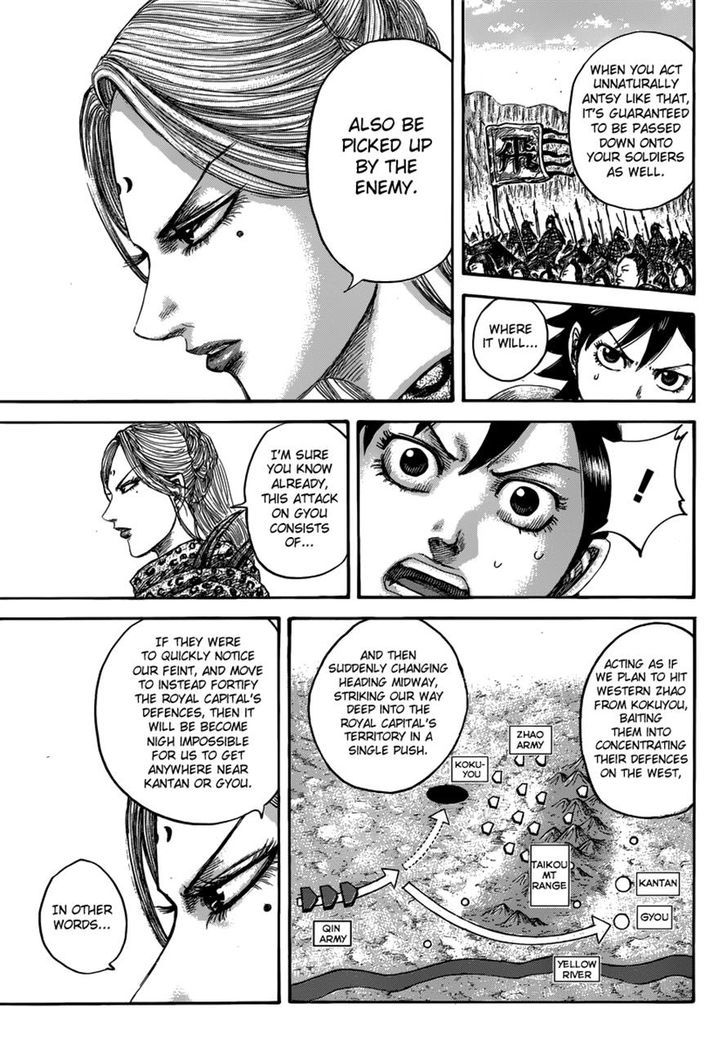 WHEN YOU ACT
UNNATURALLY
ANTSY LIKE THAT,
IT'S GUARANTEED
TO BE PASSED
DOWN ONTO
YOUR SOLDIERS
AS WELL.
飛
WHERE
IT WILL...
ALSO BE
PICKED UP
BY THE
ENEMY.
!
I'M SURE
YOU KNOW
ALREADY,
THIS ATTACK
ON GYOU
CONSISTS
OF...
ACTING AS IF
WE PLAN TO HIT
WESTERN ZHAO
FROM KOKUYOU,
BAITING
THEM INTO
CONCENTRATING
THEIR DEFENCES
ON THE WEST,
AND THEN
SUDDENLY CHANGING
HEADING MIDWAY,
STRIKING OUR WAY
DEEP INTO THE
ROYAL CAPITAL'S
TERRITORY IN A
SINGLE PUSH.
ZHAO
ARMY
KOKU-
YOU
TAIKOU
MT
RANGE
KANTAN
GYOU
QIN
ARMY
YELLOW
RIVER
IF THEY WERE
TO QUICKLY NOTICE
OUR FEINT, AND MOVE
TO INSTEAD FORTIFY
THE ROYAL CAPITAL'S
DEFENCES, THEN IT
WILL BE BECOME
NIGH IMPOSSIBLE
FOR US TO GET
ANYWHERE NEAR
KANTAN OR GYOU.
IN OTHER
WORDS...